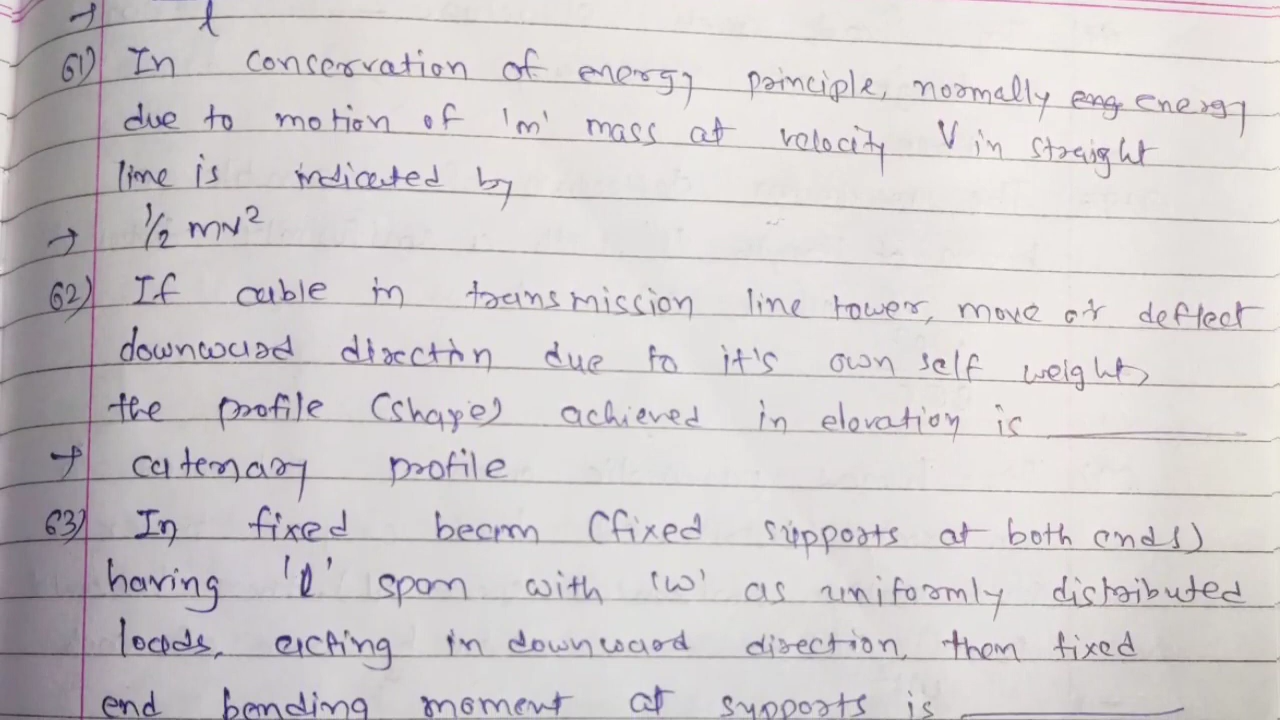 → l
61) In conservation of energy principle, normally eng energy
due to motion of 'm' mass at velocity V in straight
line is indicated by
→ 1/2 mv²
62) If cable in transmission line tower, move or deflect
downward direction due to it's own self weight,
the profile (shape) achieved in elevation is ______
→ catenary profile
63) In fixed beam (fixed supports at both ends)
having 'l' span with 'w' as uniformly distributed
loads, acting in downward direction, then fixed
end bending moment at supports is ______